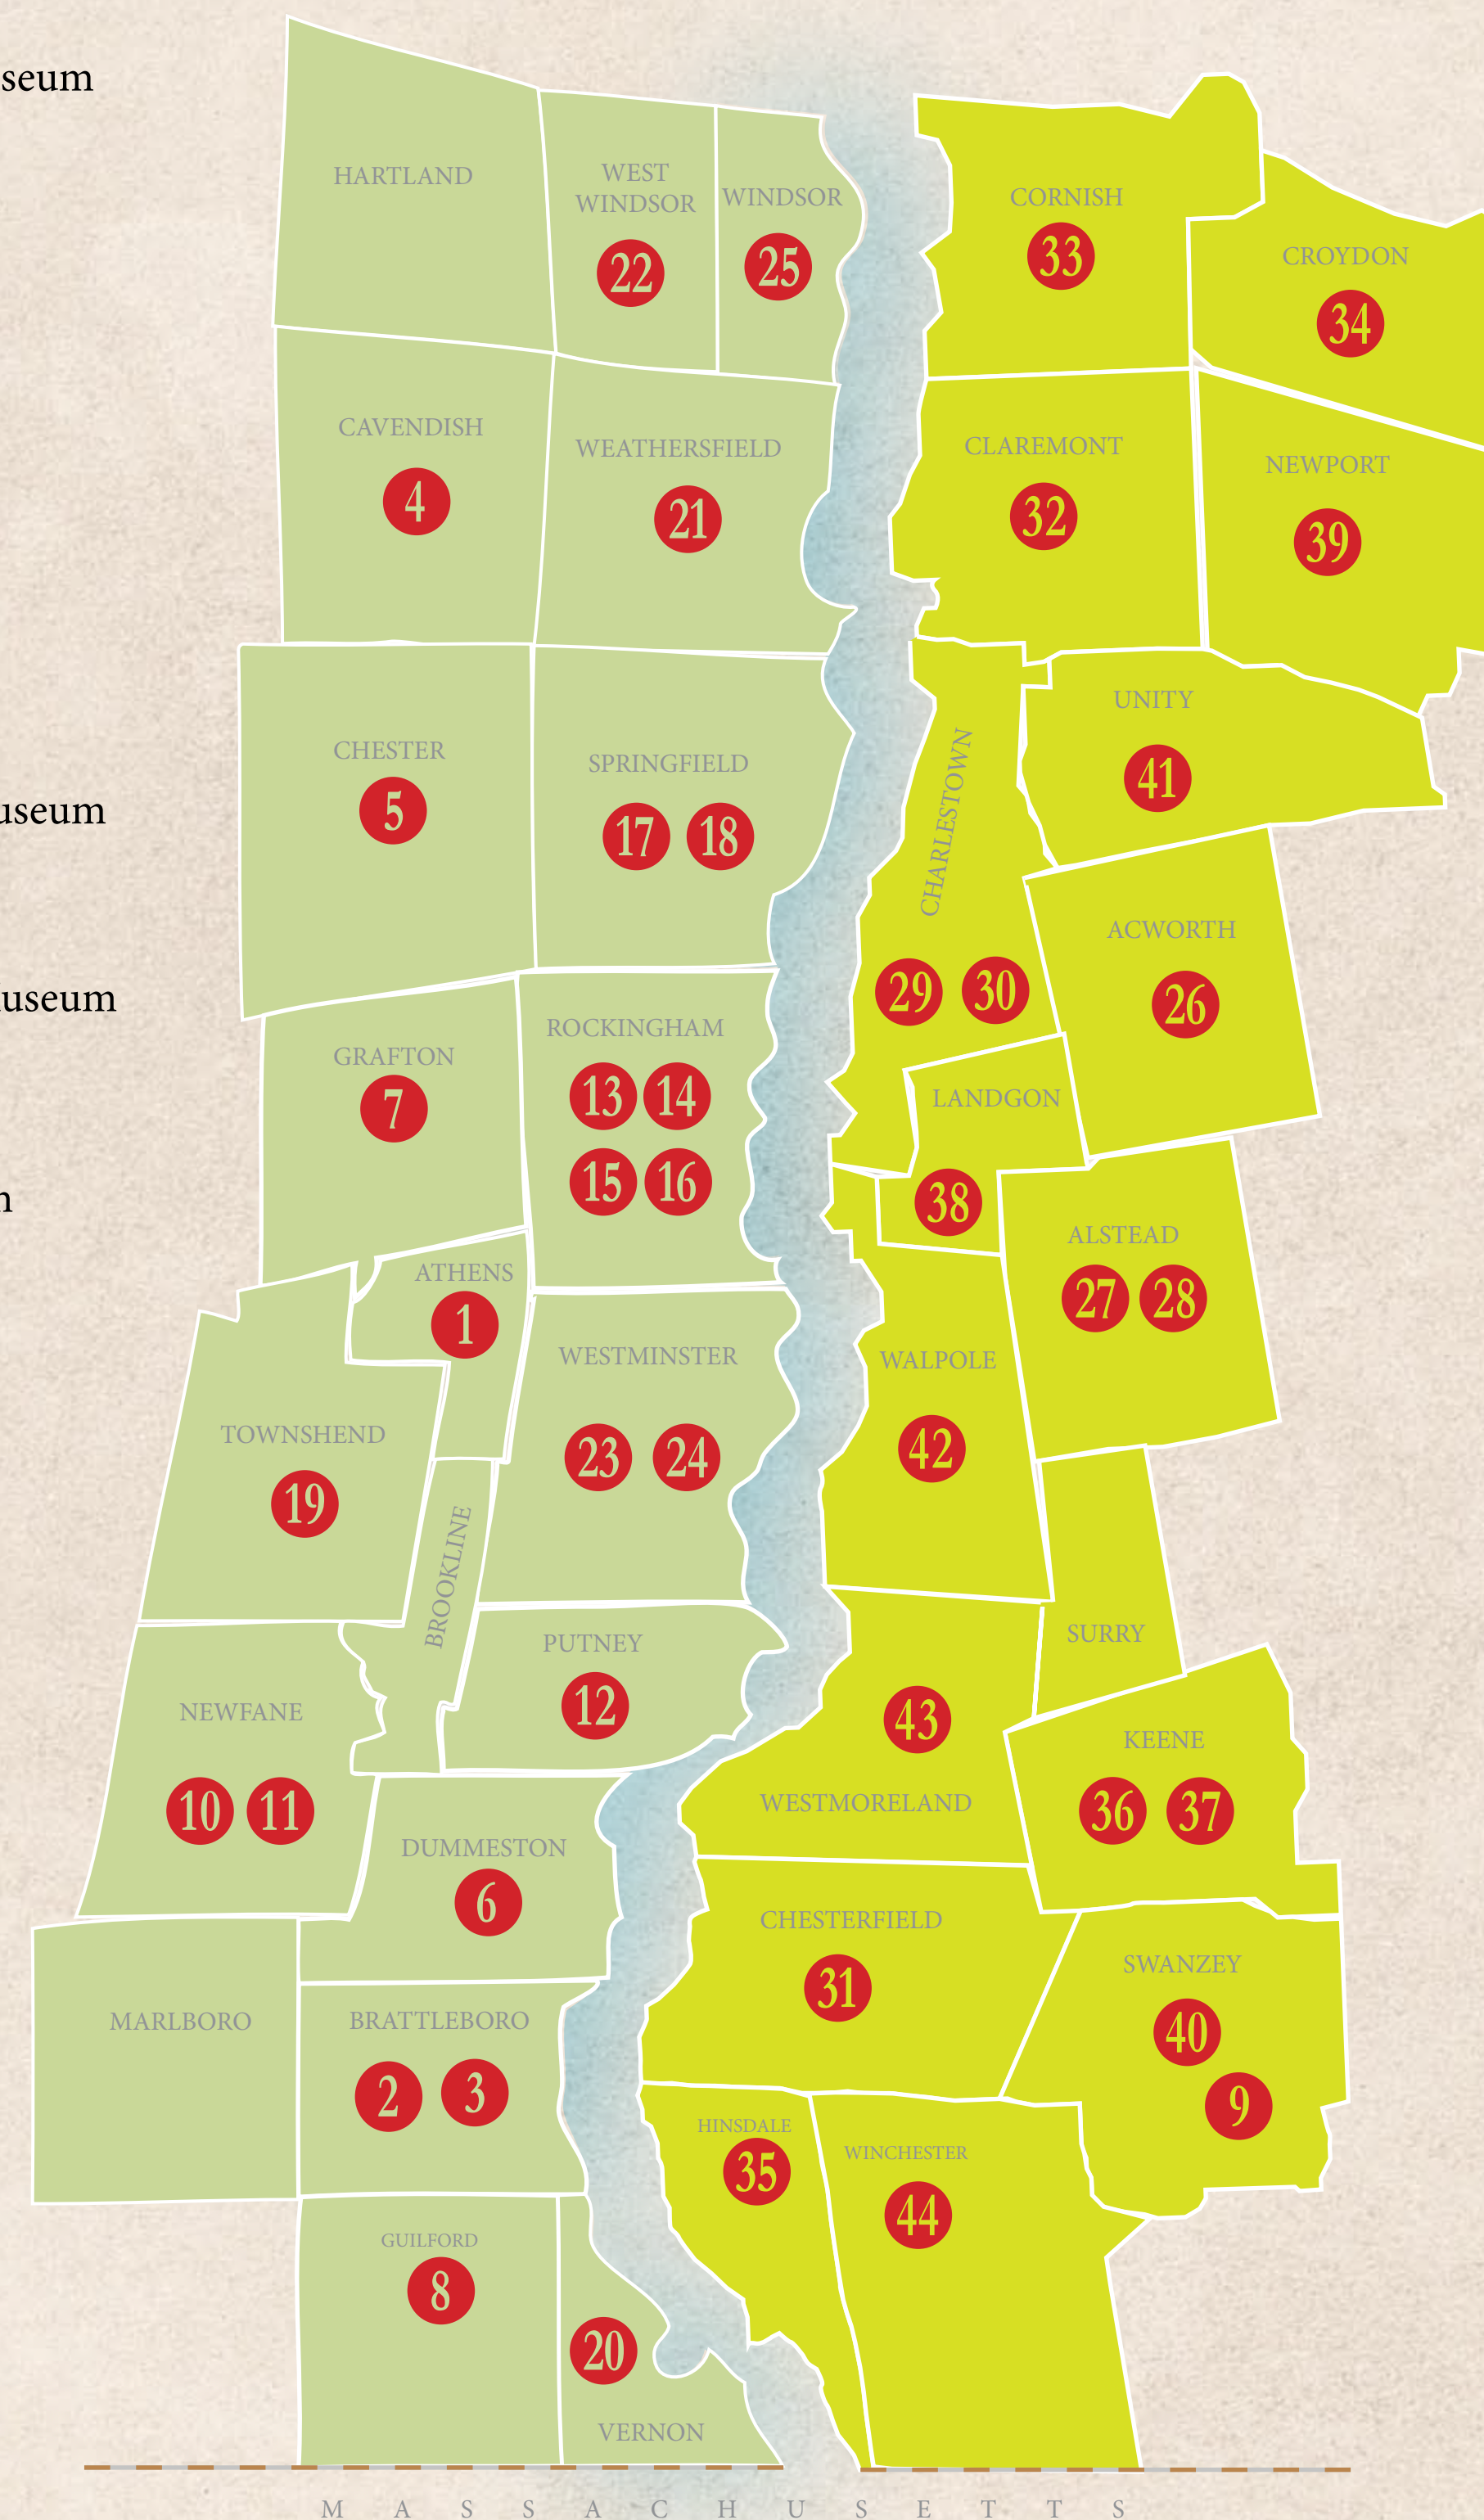 seum
HARTLAND
WEST
WINDSOR
WINDSOR
CORNISH
22
25
33
CROYDON
34
CAVENDISH
WEATHERSFIELD
CLAREMONT
NEWPORT
4
21
32
39
UNITY
CHESTER
SPRINGFIELD
CHARLESTOWN
41
5
17 18
useum
ACWORTH
29 30
26
useum
ROCKINGHAM
GRAFTON
13 14
7
LANDGON
15 16
38
ALSTEAD
ATHENS
27 28
1
WESTMINSTER
WALPOLE
TOWNSHEND
23 24
42
19
BROOKLINE
SURRY
PUTNEY
12
43
NEWFANE
KEENE
10 11
WESTMORELAND
36 37
DUMMESTON
6
CHESTERFIELD
SWANZEY
31
MARLBORO
BRATTLEBORO
40
2 3
9
HINSDALE
WINCHESTER
35
44
GUILFORD
8
20
VERNON
MASSACHUSETTS